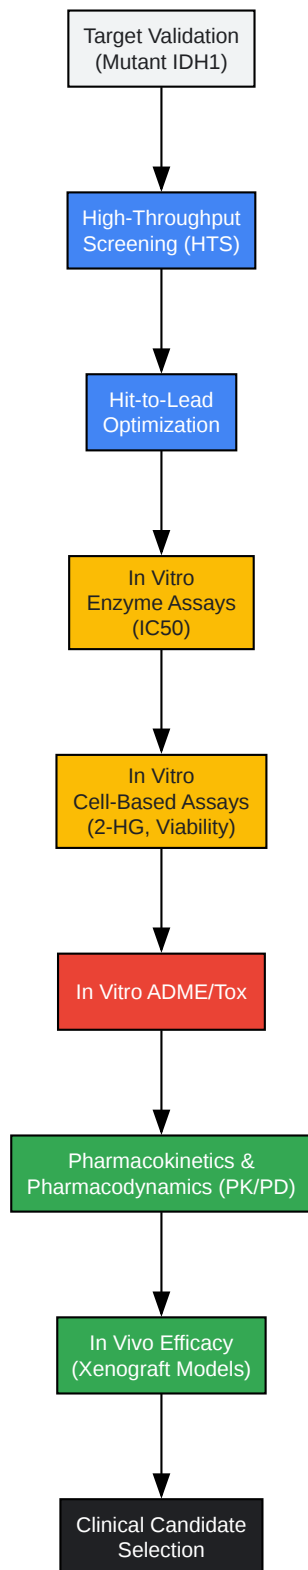 Target Validation
(Mutant IDH1)
High-Throughput
Screening (HTS)
Hit-to-Lead
Optimization
In Vitro
Enzyme Assays
(IC50)
In Vitro
Cell-Based Assays
(2-HG, Viability)
In Vitro ADME/Tox
Pharmacokinetics &
Pharmacodynamics (PK/PD)
In Vivo Efficacy
(Xenograft Models)
Clinical Candidate
Selection